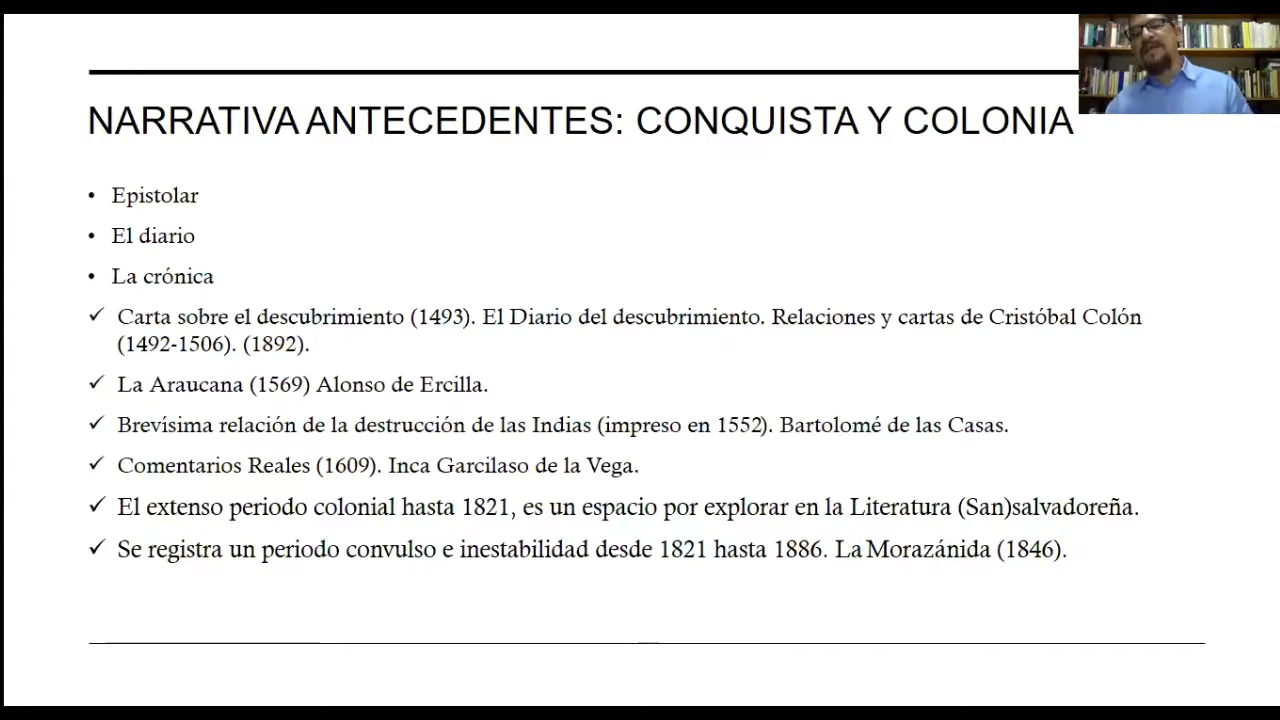 NARRATIVA ANTECEDENTES: CONQUISTA Y COLONIA
• Epistolar
• El diario
• La crónica
✓ Carta sobre el descubrimiento (1493). El Diario del descubrimiento. Relaciones y cartas de Cristóbal Colón
(1492-1506). (1892).
✓ La Araucana (1569) Alonso de Ercilla.
✓ Brevísima relación de la destrucción de las Indias (impreso en 1552). Bartolomé de las Casas.
✓ Comentarios Reales (1609). Inca Garcilaso de la Vega.
✓ El extenso periodo colonial hasta 1821, es un espacio por explorar en la Literatura (San)salvadoreña.
✓ Se registra un periodo convulso e inestabilidad desde 1821 hasta 1886. La Morazánida (1846).